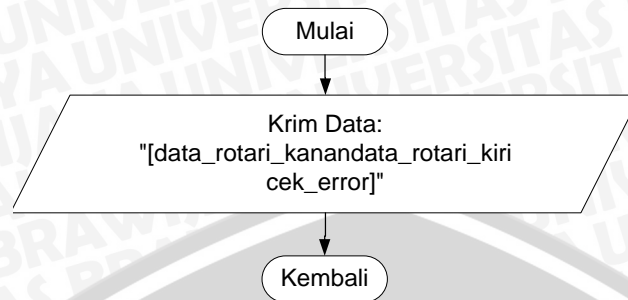 Mulai
Krim Data:
"[data_rotari_kanandata_rotari_kiri
cek_error]"
Kembali